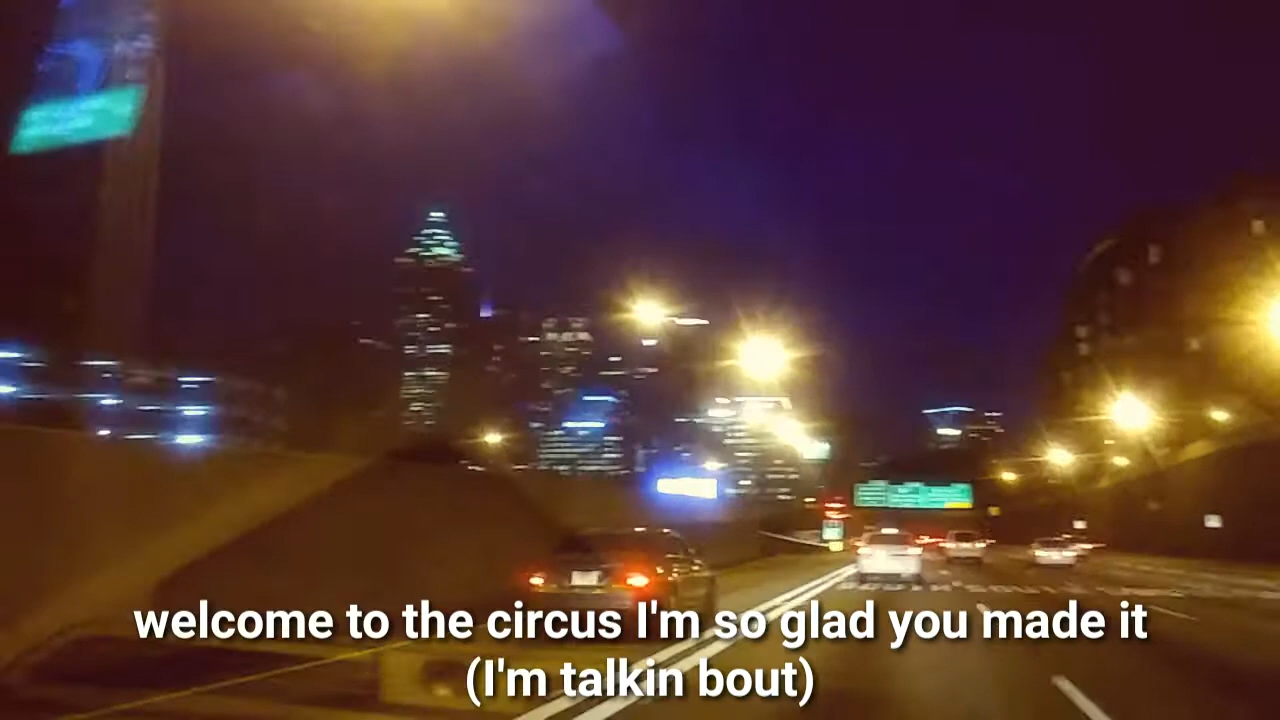 welcome to the circus I'm so glad you made it
(I'm talkin bout)